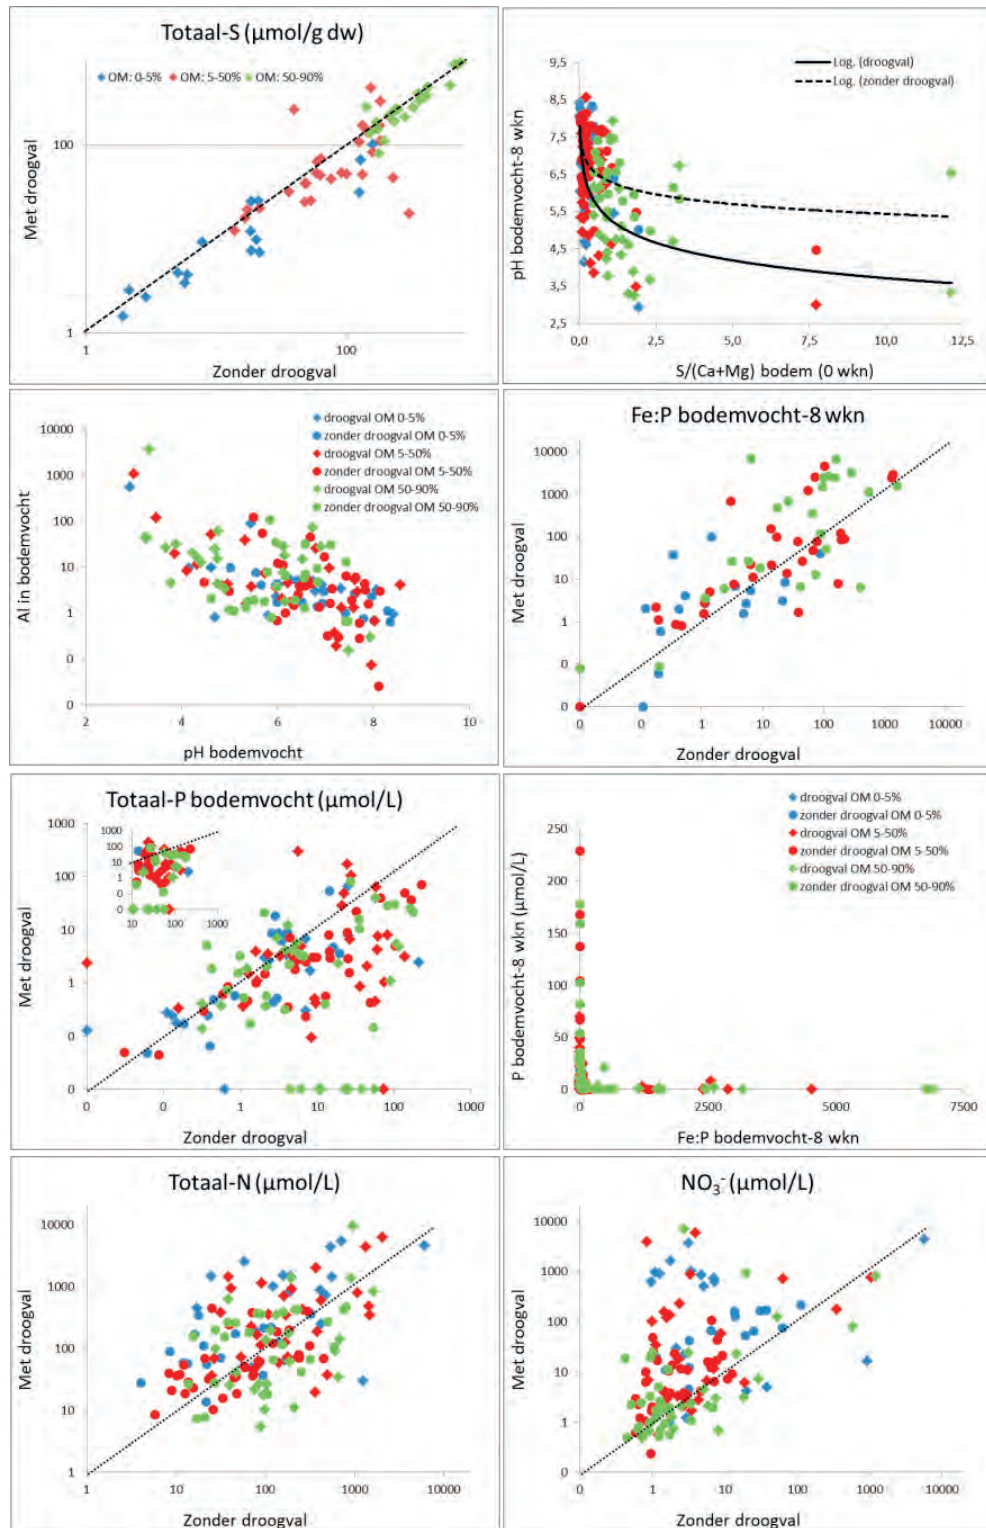 Totaal-S (µmol/g dw)
OM: 0-5% OM: 5-50% OM: 50-90%
100
1
1 100
Met droogval
Zonder droogval
Log. (droogval)
Log. (zonder droogval)
9,5
8,5
7,5
6,5
5,5
4,5
3,5
2,5
0,0 2,5 5,0 7,5 10,0 12,5
pH bodemvocht-8 wkn
S/(Ca+Mg) bodem (0 wkn)
droogval OM 0-5%
zonder droogval OM 0-5%
droogval OM 5-50%
zonder droogval OM 5-50%
droogval OM 50-90%
zonder droogval OM 50-90%
10000
1000
100
10
1
0
0
2 4 6 8 10
Al in bodemvocht
pH bodemvocht
Fe:P bodemvocht-8 wkn
10000
1000
100
10
1
0
0
0 0 1 10 100 1000 10000
Met droogval
Zonder droogval
Totaal-P bodemvocht (µmol/L)
1000
100
10
1
0
0
0 0 1 10 100 1000
1000
100
10
1
0
0
10 100 1000
Met droogval
Zonder droogval
droogval OM 0-5%
zonder droogval OM 0-5%
droogval OM 5-50%
zonder droogval OM 5-50%
droogval OM 50-90%
zonder droogval OM 50-90%
250
200
150
100
50
0
0 2500 5000 7500
P bodemvocht-8 wkn (µmol/L)
Fe:P bodemvocht-8 wkn
Totaal-N (µmol/L)
10000
1000
100
10
1
1 10 100 1000 10000
Met droogval
Zonder droogval
NO₃⁻ (µmol/L)
10000
1000
100
10
1
0
0 1 10 100 1000 10000
Met droogval
Zonder droogval